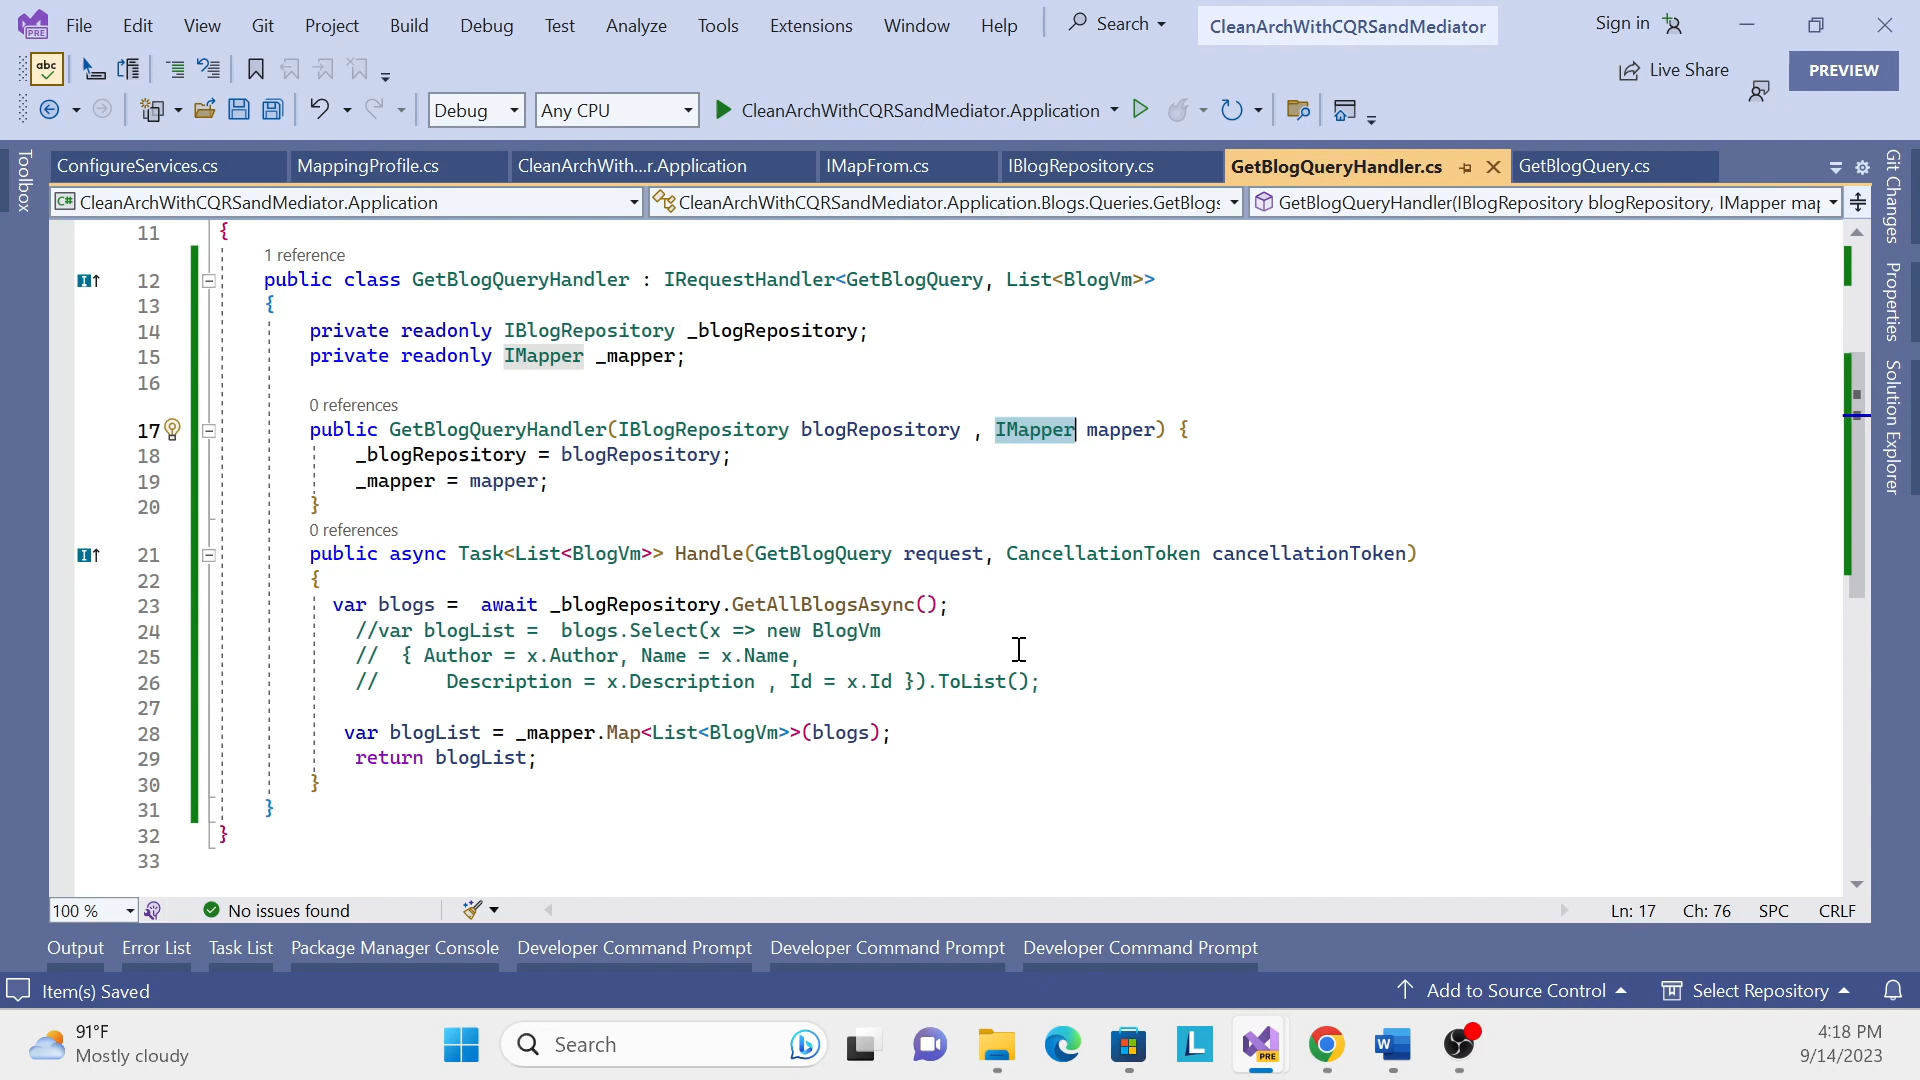 File Edit View Git Project Build Debug Test Analyze Tools Extensions Window Help Search CleanArchWithCQRSandMediator Sign in
PRE
abc
Live Share PREVIEW
Debug Any CPU CleanArchWithCQRSandMediator.Application
Toolbox
ConfigureServices.cs MappingProfile.cs CleanArchWith...r.Application IMapFrom.cs IBlogRepository.cs GetBlogQueryHandler.cs GetBlogQuery.cs
C# CleanArchWithCQRSandMediator.Application CleanArchWithCQRSandMediator.Application.Blogs.Queries.GetBlogs GetBlogQueryHandler(IBlogRepository blogRepository, IMapper map
Git Changes
Properties
Solution Explorer
11 {
1 reference
12 public class GetBlogQueryHandler : IRequestHandler<GetBlogQuery, List<BlogVm>>
13 {
14 private readonly IBlogRepository _blogRepository;
15 private readonly IMapper _mapper;
16
0 references
17 public GetBlogQueryHandler(IBlogRepository blogRepository , IMapper mapper) {
18 _blogRepository = blogRepository;
19 _mapper = mapper;
20 }
0 references
21 public async Task<List<BlogVm>> Handle(GetBlogQuery request, CancellationToken cancellationToken)
22 {
23 var blogs =  await _blogRepository.GetAllBlogsAsync();
24 //var blogList =  blogs.Select(x => new BlogVm
25 //  { Author = x.Author, Name = x.Name,
26 //      Description = x.Description , Id = x.Id }).ToList();
27
28 var blogList = _mapper.Map<List<BlogVm>>(blogs);
29 return blogList;
30 }
31 }
32 }
33
100 % No issues found Ln: 17 Ch: 76 SPC CRLF
Output Error List Task List Package Manager Console Developer Command Prompt Developer Command Prompt Developer Command Prompt
Item(s) Saved Add to Source Control Select Repository
91°F
Mostly cloudy
Search
L
PRE
W
4:18 PM
9/14/2023